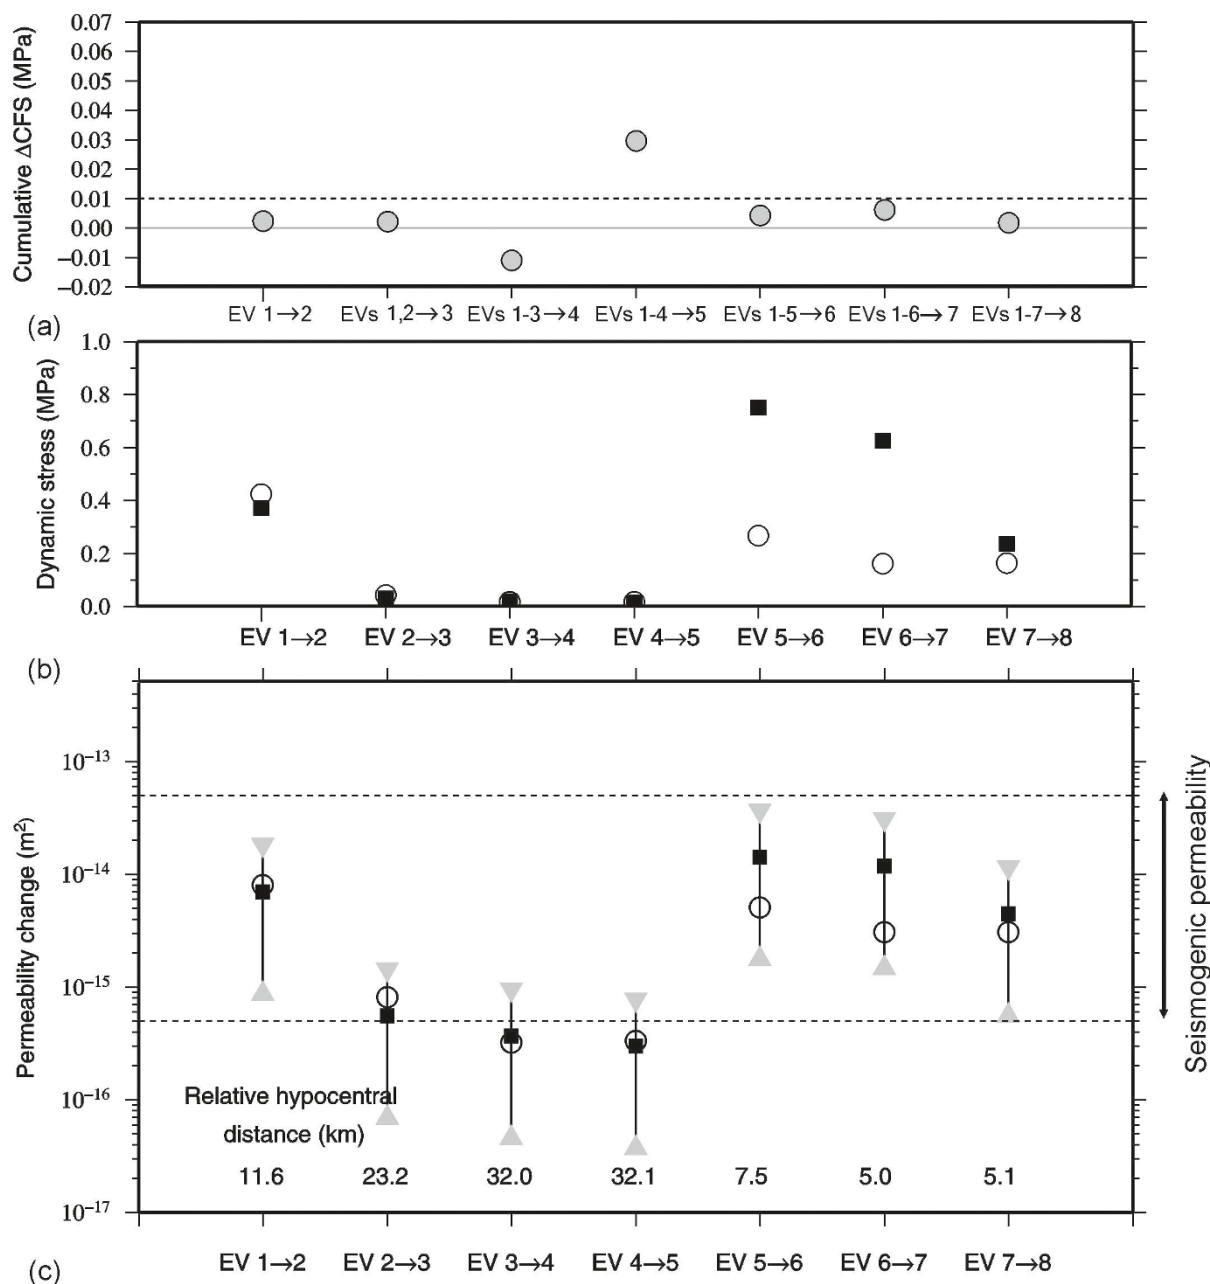 Cumulative ΔCFS (MPa)
0.07
0.06
0.05
0.04
0.03
0.02
0.01
0.00
−0.01
−0.02
EV 1→2 EVs 1,2→3 EVs 1-3→4 EVs 1-4→5 EVs 1-5→6 EVs 1-6→7 EVs 1-7→8
(a)
Dynamic stress (MPa)
1.0
0.8
0.6
0.4
0.2
0.0
EV 1→2 EV 2→3 EV 3→4 EV 4→5 EV 5→6 EV 6→7 EV 7→8
(b)
Permeability change (m²)
10⁻¹³
10⁻¹⁴
10⁻¹⁵
10⁻¹⁶
10⁻¹⁷
Seismogenic permeability
Relative hypocentral
distance (km)
11.6 23.2 32.0 32.1 7.5 5.0 5.1
EV 1→2 EV 2→3 EV 3→4 EV 4→5 EV 5→6 EV 6→7 EV 7→8
(c)